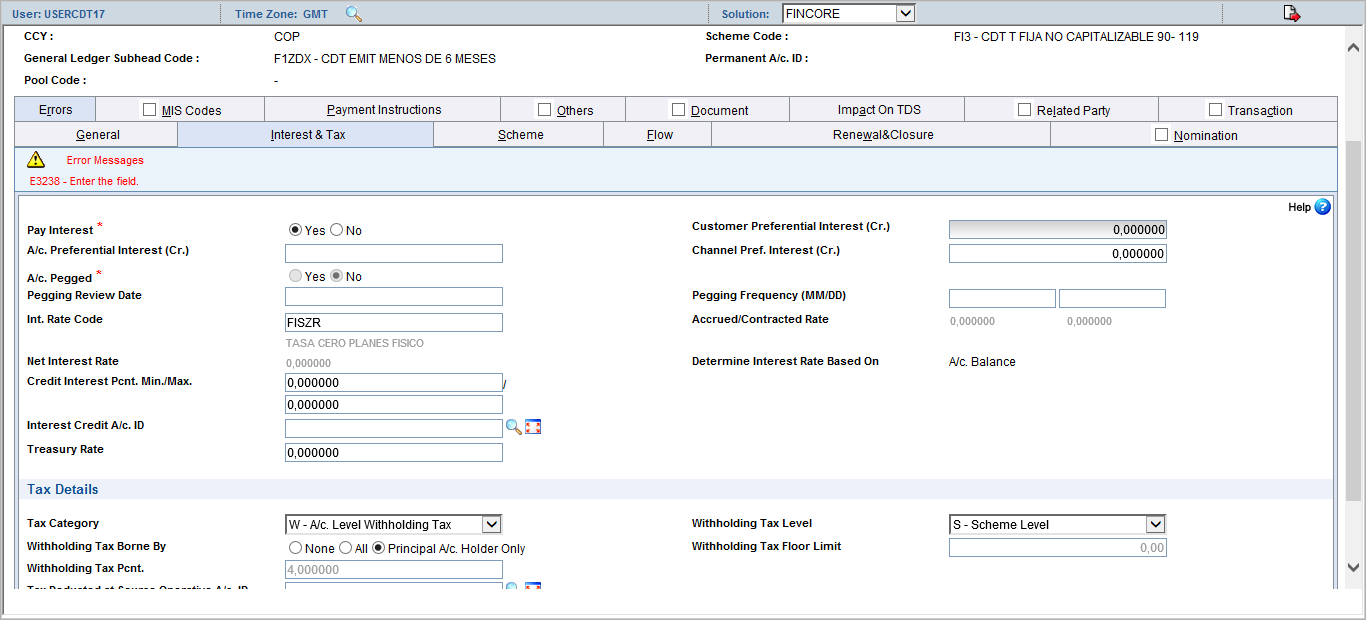 User: USERCDT17 Time Zone: GMT Solution: FINCORE
CCY : COP Scheme Code : FI3 - CDT T FIJA NO CAPITALIZABLE 90- 119
General Ledger Subhead Code : F1ZDX - CDT EMIT MENOS DE 6 MESES Permanent A/c. ID :
Pool Code : -
Errors MIS Codes Payment Instructions Others Document Impact On TDS Related Party Transaction
General Interest & Tax Scheme Flow Renewal&Closure Nomination
Error Messages
E3238 - Enter the field.
Help ?
Pay Interest * Yes No Customer Preferential Interest (Cr.) 0,000000
A/c. Preferential Interest (Cr.) Channel Pref. Interest (Cr.) 0,000000
A/c. Pegged * Yes No
Pegging Review Date Pegging Frequency (MM/DD)
Int. Rate Code FISZR Accrued/Contracted Rate 0,000000 0,000000
TASA CERO PLANES FISICO
Net Interest Rate 0,000000 Determine Interest Rate Based On A/c. Balance
Credit Interest Pcnt. Min./Max. 0,000000 /
0,000000
Interest Credit A/c. ID
Treasury Rate 0,000000
Tax Details
Tax Category W - A/c. Level Withholding Tax Withholding Tax Level S - Scheme Level
Withholding Tax Borne By None All Principal A/c. Holder Only Withholding Tax Floor Limit 0,00
Withholding Tax Pcnt. 4,000000
Tax Deducted at Source Operative A/c. ID